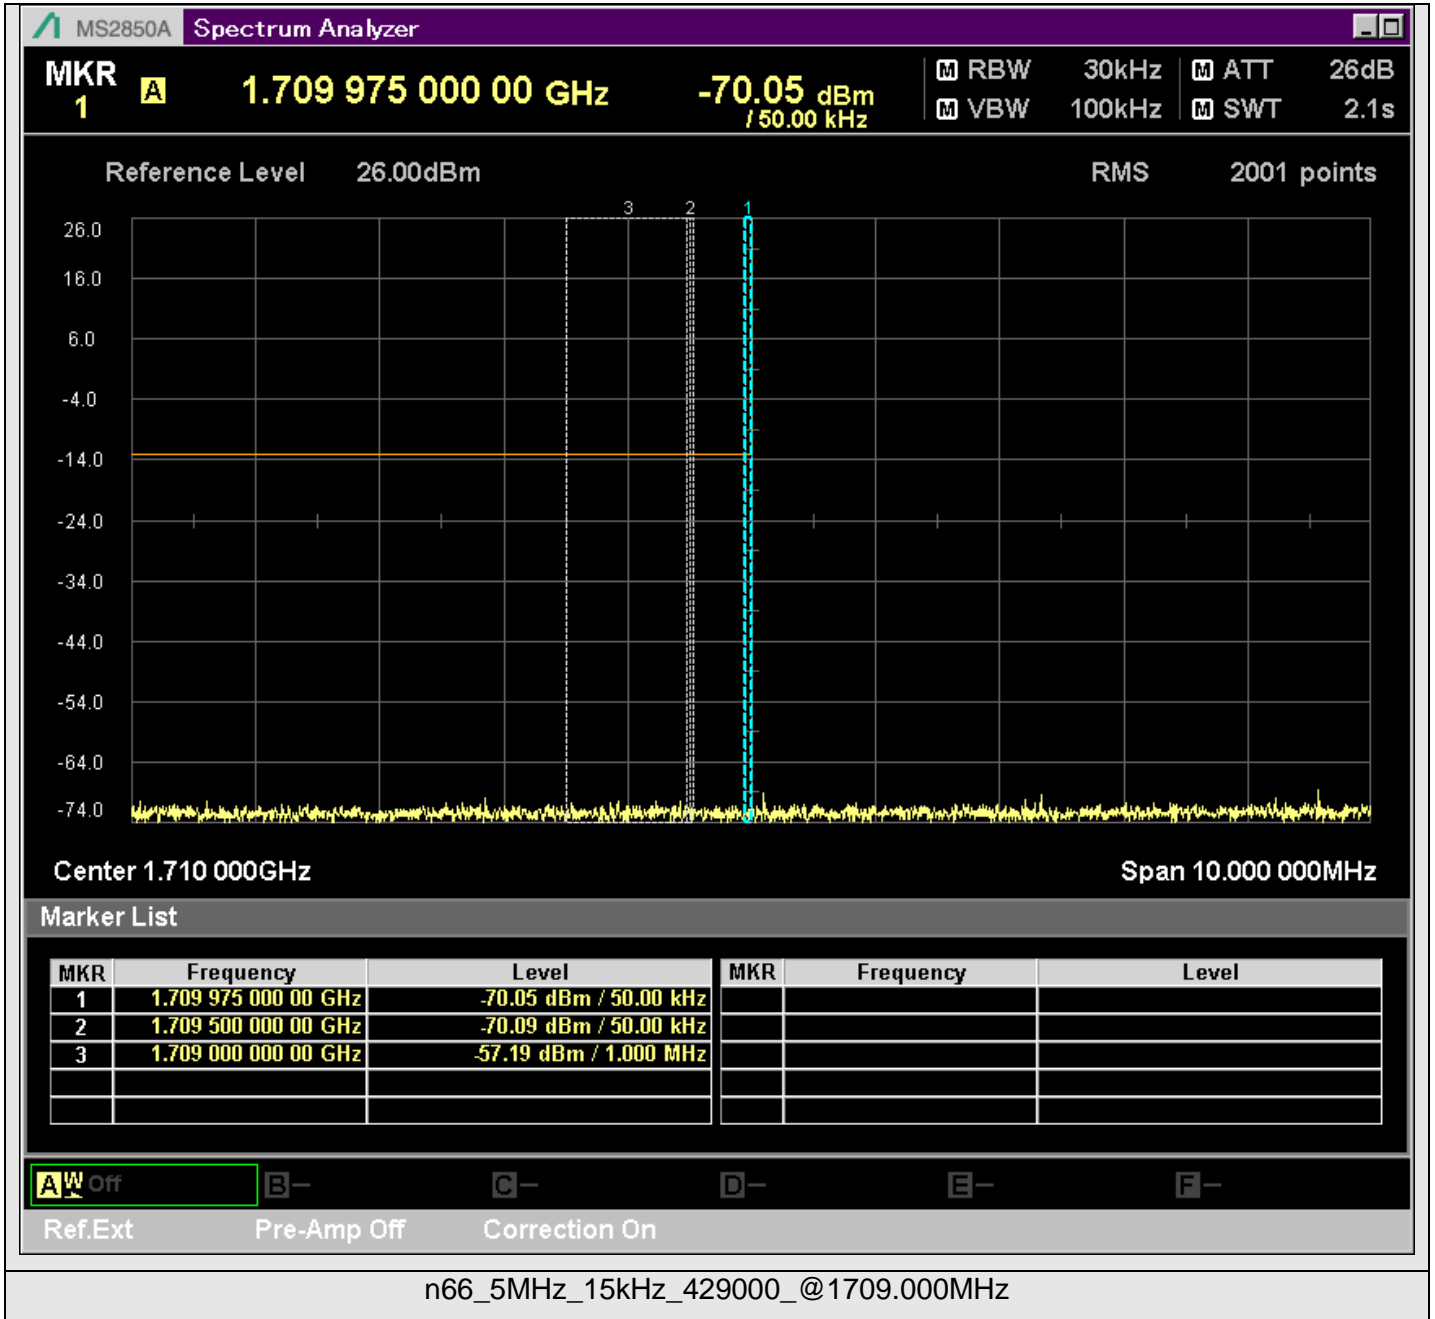 MS2850A Spectrum Analyzer
MKR 1 A 1.709 975 000 00 GHz -70.05 dBm / 50.00 kHz
M RBW 30kHz M ATT 26dB
M VBW 100kHz M SWT 2.1s
Reference Level 26.00dBm RMS 2001 points
3 2 1
26.0
16.0
6.0
-4.0
-14.0
-24.0
-34.0
-44.0
-54.0
-64.0
-74.0
Center 1.710 000GHz Span 10.000 000MHz
Marker List
MKR Frequency Level MKR Frequency Level
1 1.709 975 000 00 GHz -70.05 dBm / 50.00 kHz
2 1.709 500 000 00 GHz -70.09 dBm / 50.00 kHz
3 1.709 000 000 00 GHz -57.19 dBm / 1.000 MHz
A W Off B — C — D — E — F —
Ref.Ext Pre-Amp Off Correction On
n66_5MHz_15kHz_429000_@1709.000MHz